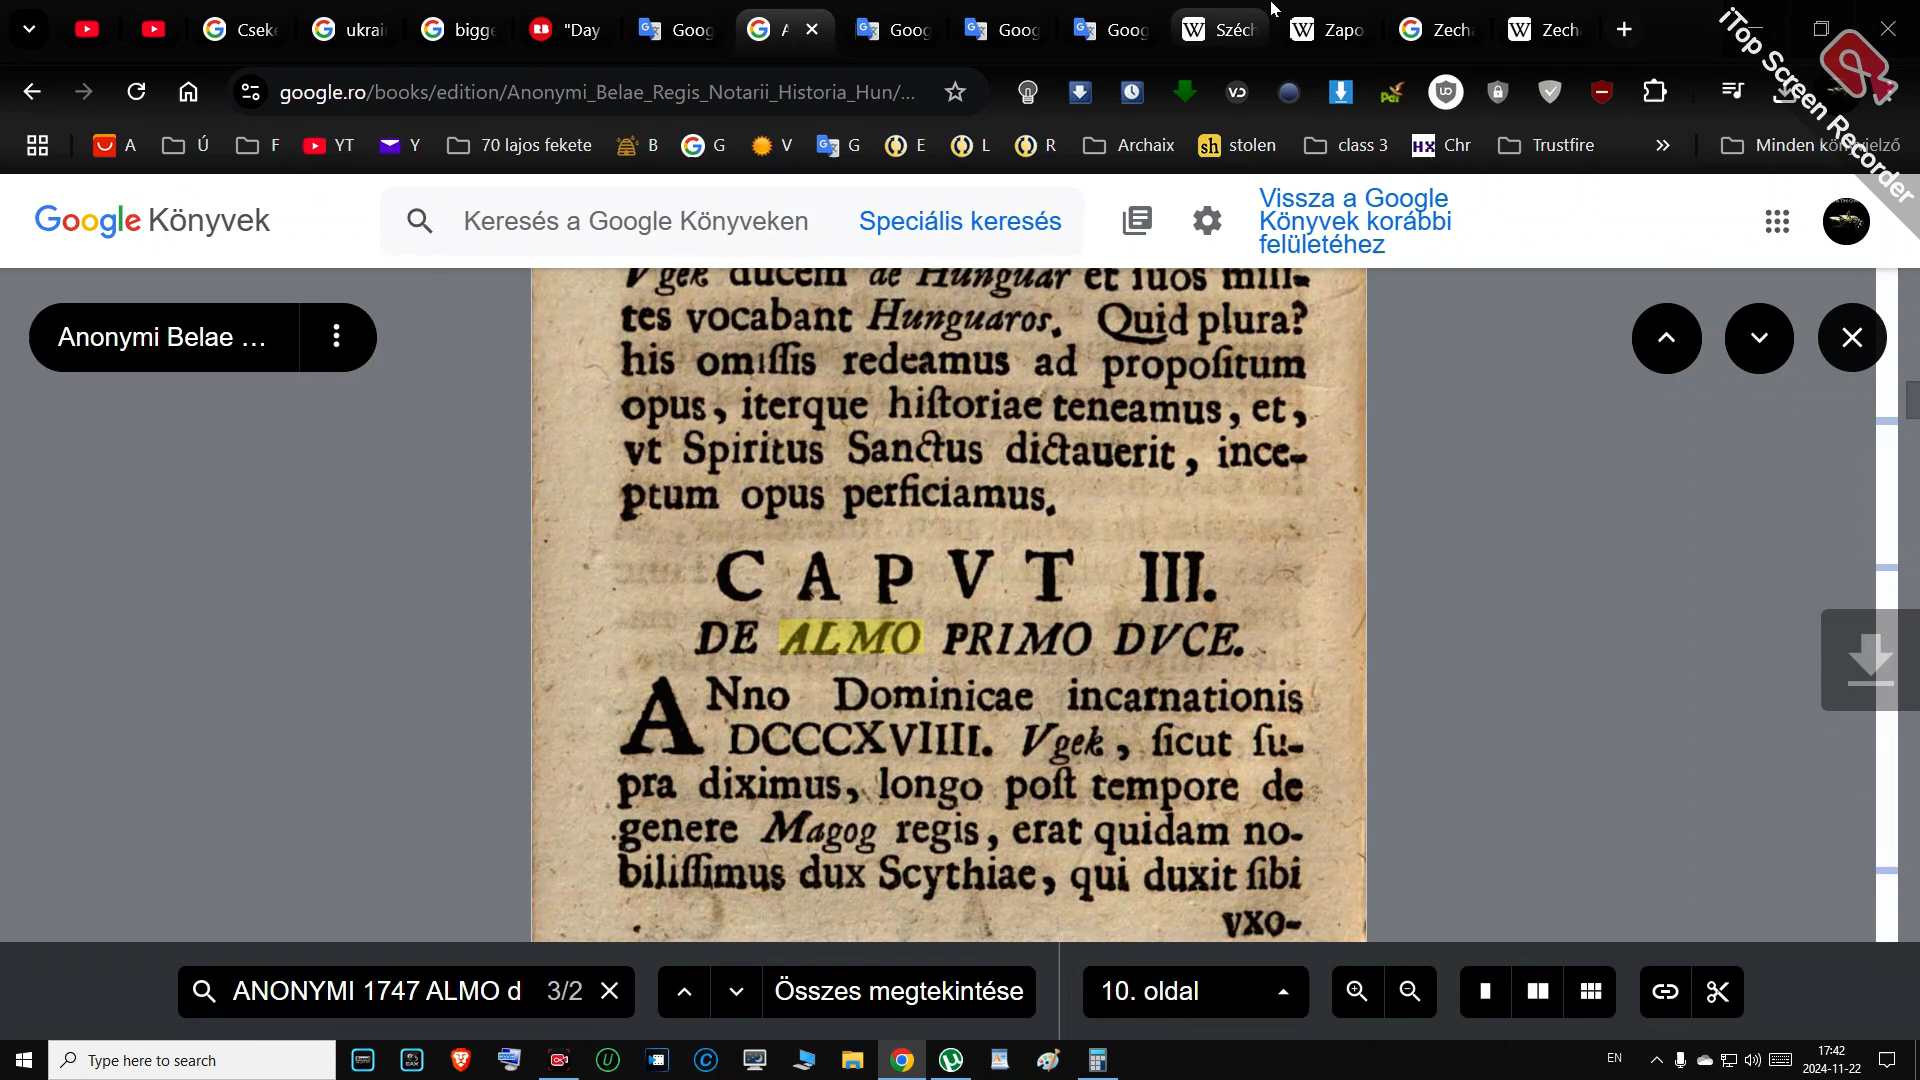 Csek
ukrai
bigge
"Day
Goog
A
Goog
Goog
Goog
Széch
Zapo
Zech
Zech
google.ro/books/edition/Anonymi_Belae_Regis_Notarii_Historia_Hun/...
A
Ú
F
YT
Y
70 lajos fekete
B
G
V
G
E
L
R
Archaix
sh stolen
class 3
HX Chr
Trustfire
»
Minden könyvjelző
iTop Screen Recorder
Google Könyvek
Keresés a Google Könyveken
Speciális keresés
Vissza a Google
Könyvek korábbi
felületéhez
Anonymi Belae ...
Vgek ducem de Hunguar et ſuos mili-
tes vocabant Hunguaros. Quid plura?
his omiſſis redeamus ad propoſitum
opus, iterque hiſtoriae teneamus, et,
vt Spiritus Sanctus dictauerit, ince-
ptum opus perficiamus.
CAPVT III.
DE ALMO PRIMO DVCE.
ANno Dominicae incarnationis
DCCCXVIIII. Vgek, ſicut ſu-
pra diximus, longo poſt tempore de
genere Magog regis, erat quidam no-
biliſſimus dux Scythiae, qui duxit ſibi
vxo-
ANONYMI 1747 ALMO d
3/2
Összes megtekintése
10. oldal
Type here to search
EN
17:42
2024-11-22